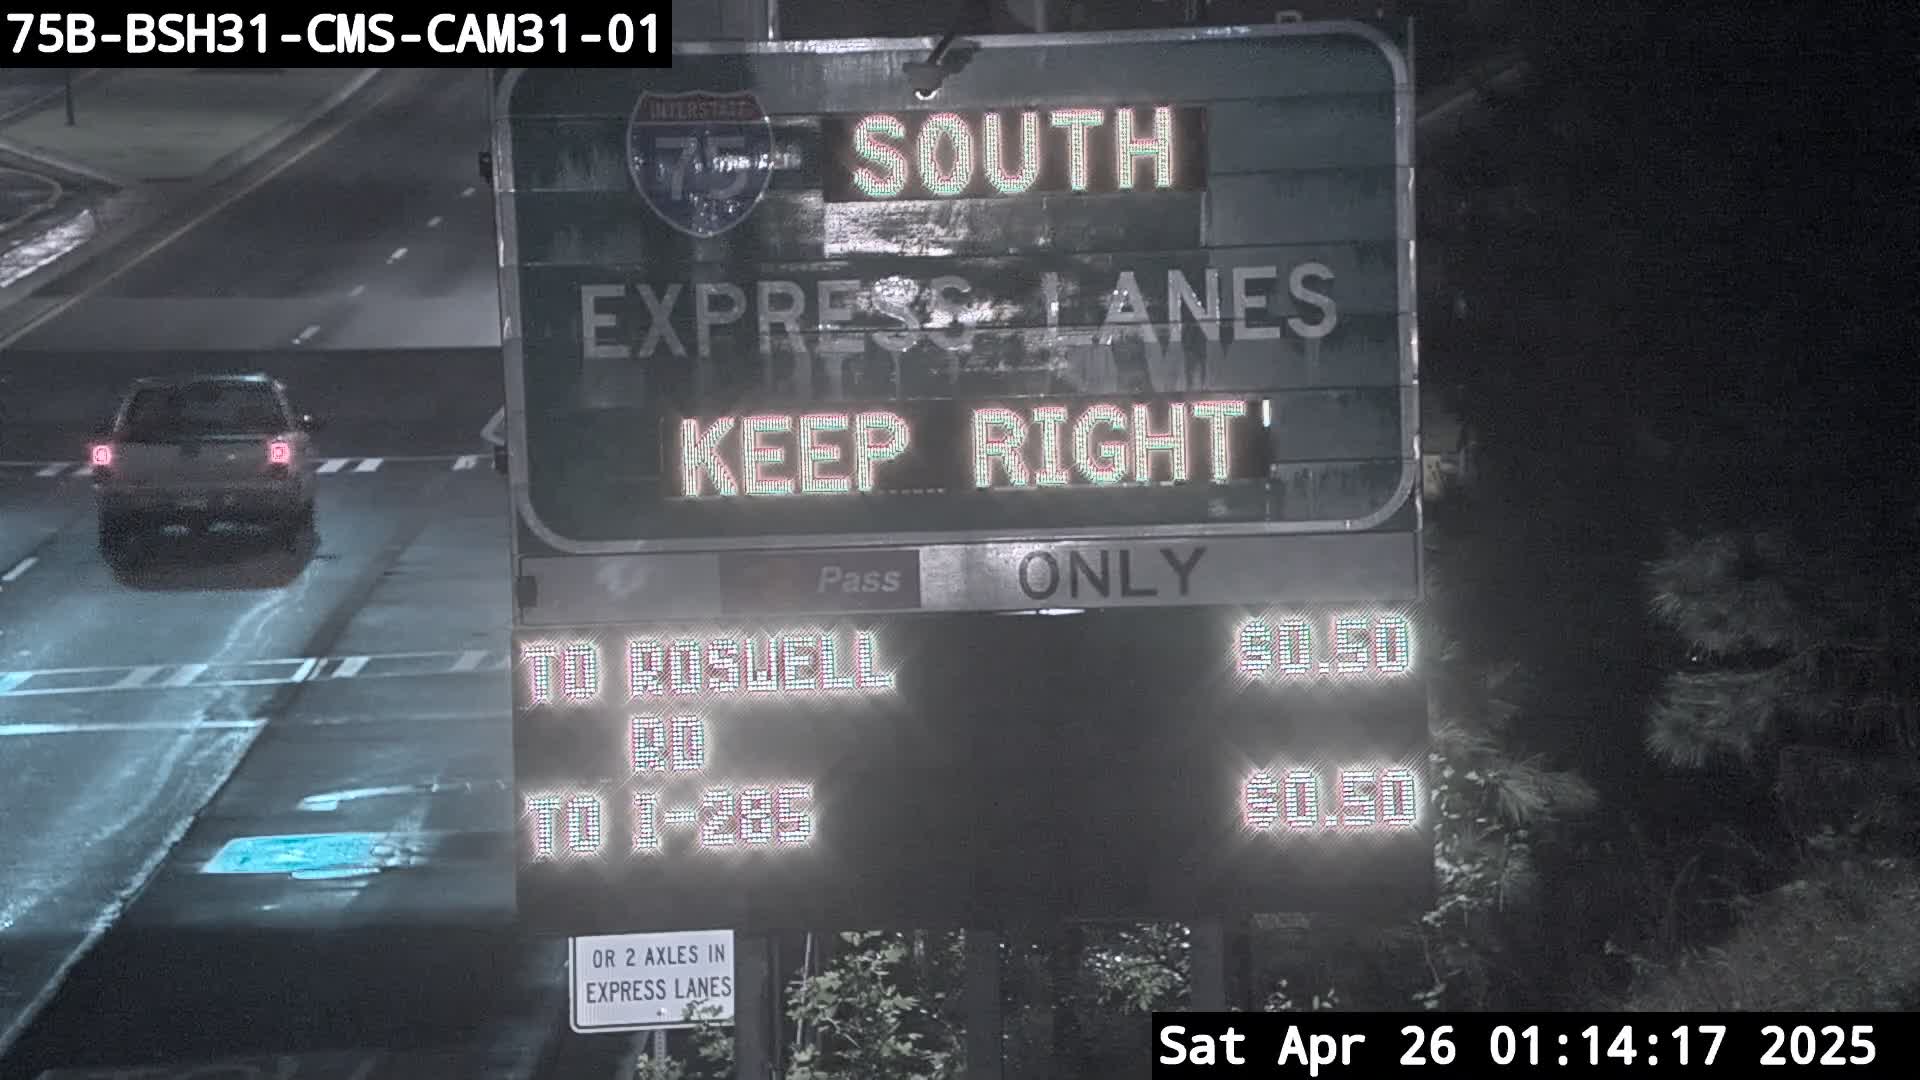 75B-BSH31-CMS-CAM31-01
INTERSTATE
75
SOUTH
EXPRESS LANES
KEEP RIGHT
Pass ONLY
TO ROSWELL $0.50
RD
TO I-285 $0.50
OR 2 AXLES IN
EXPRESS LANES
Sat Apr 26 01:14:17 2025